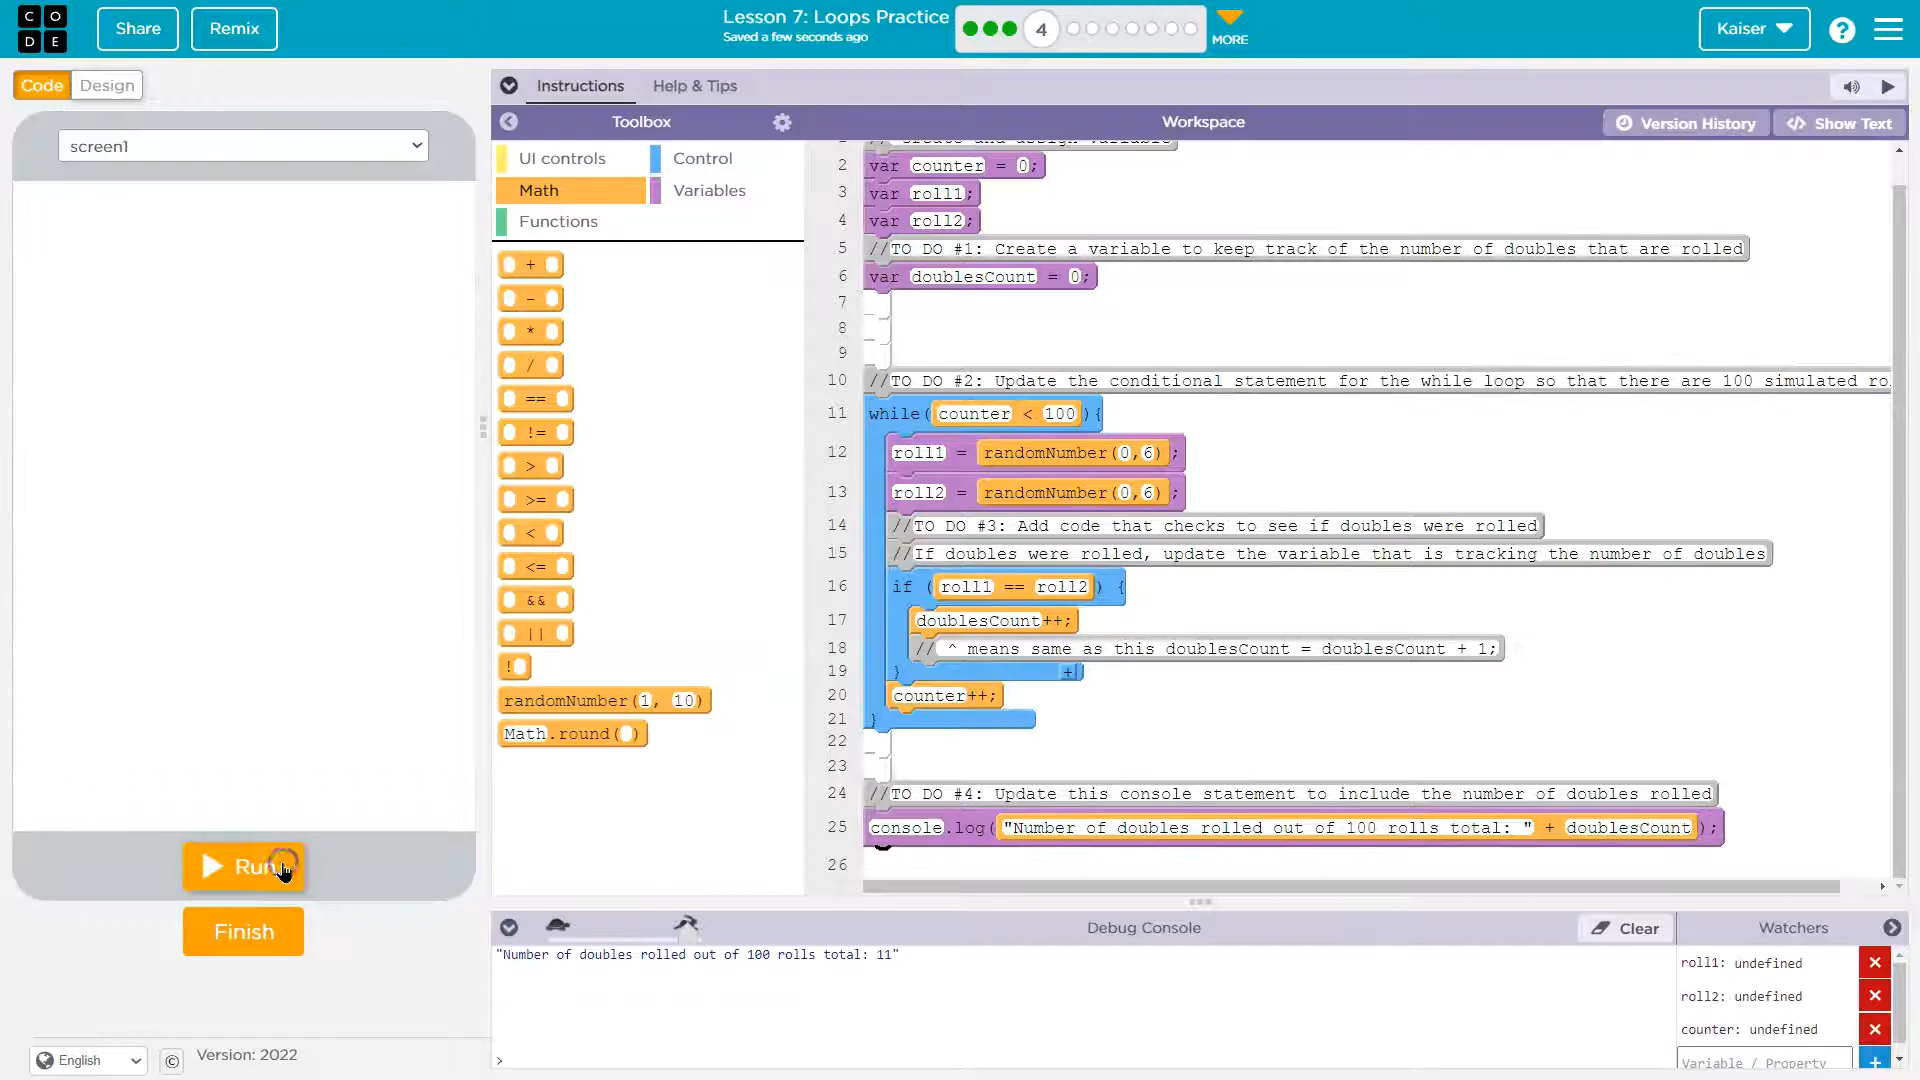 C O
D E
Share
Remix
Lesson 7: Loops Practice
Saved a few seconds ago
4
MORE
Kaiser
?
Code
Design
screen1
Run
Finish
English
©
Version: 2022
Instructions
Help & Tips
Toolbox
Workspace
Version History
</> Show Text
UI controls
Control
Math
Variables
Functions
+
-
*
/
==
!=
>
>=
<
<=
&&
||
!
randomNumber(1, 10)
Math.round( )
1 // Create and assign variable
2 var counter = 0;
3 var roll1;
4 var roll2;
5 //TO DO #1: Create a variable to keep track of the number of doubles that are rolled
6 var doublesCount = 0;
7
8
9
10 //TO DO #2: Update the conditional statement for the while loop so that there are 100 simulated ro
11 while(counter < 100){
12 roll1 = randomNumber(0,6);
13 roll2 = randomNumber(0,6);
14 //TO DO #3: Add code that checks to see if doubles were rolled
15 //If doubles were rolled, update the variable that is tracking the number of doubles
16 if (roll1 == roll2) {
17 doublesCount++;
18 // ^ means same as this doublesCount = doublesCount + 1;
19 } +
20 counter++;
21 }
22
23
24 //TO DO #4: Update this console statement to include the number of doubles rolled
25 console.log("Number of doubles rolled out of 100 rolls total: " + doublesCount);
26
Debug Console
Clear
Watchers
"Number of doubles rolled out of 100 rolls total: 11"
>
roll1: undefined
roll2: undefined
counter: undefined
Variable / Property
+